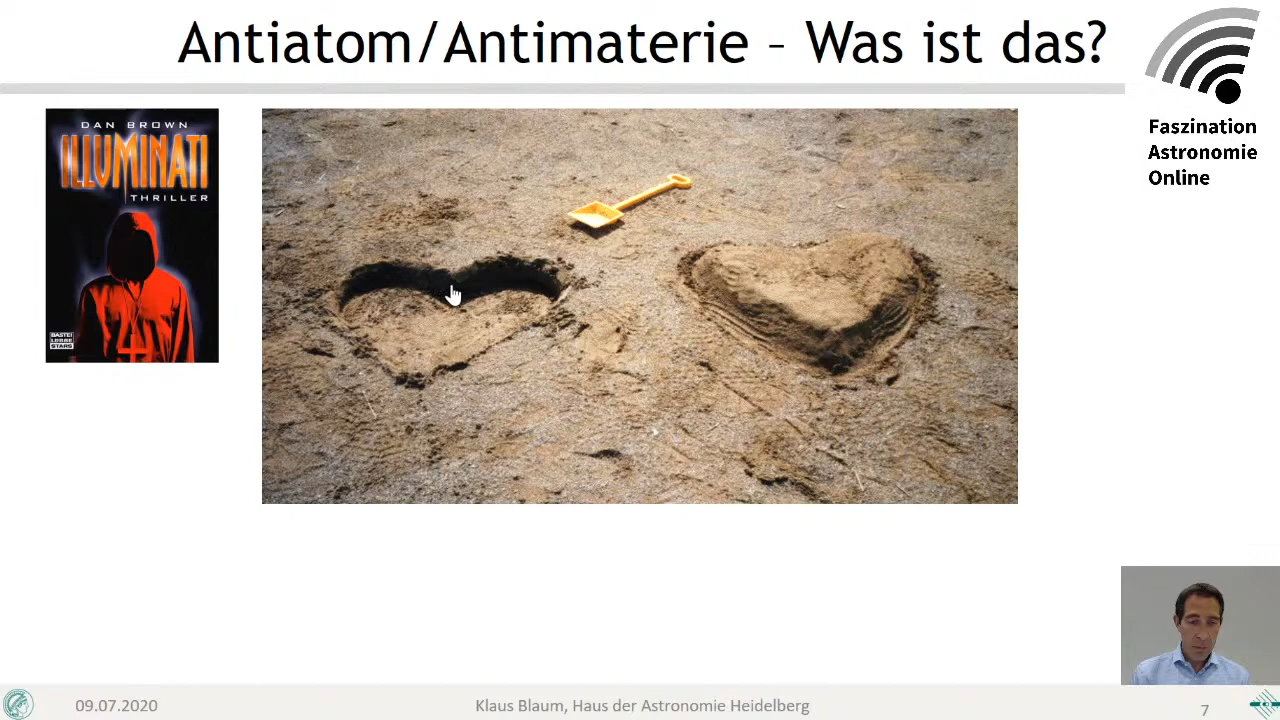 Antiatom/Antimaterie – Was ist das?
Faszination
Astronomie
Online
DAN BROWN
ILLUMINATI
THRILLER
BASTEI
LÜBBE
STARS
09.07.2020
Klaus Blaum, Haus der Astronomie Heidelberg
7